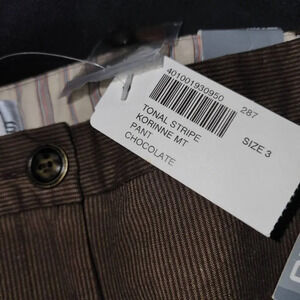 401001930950
287
TONAL STRIPE
KORINNE MT
PANT
CHOCOLATE
SIZE 3